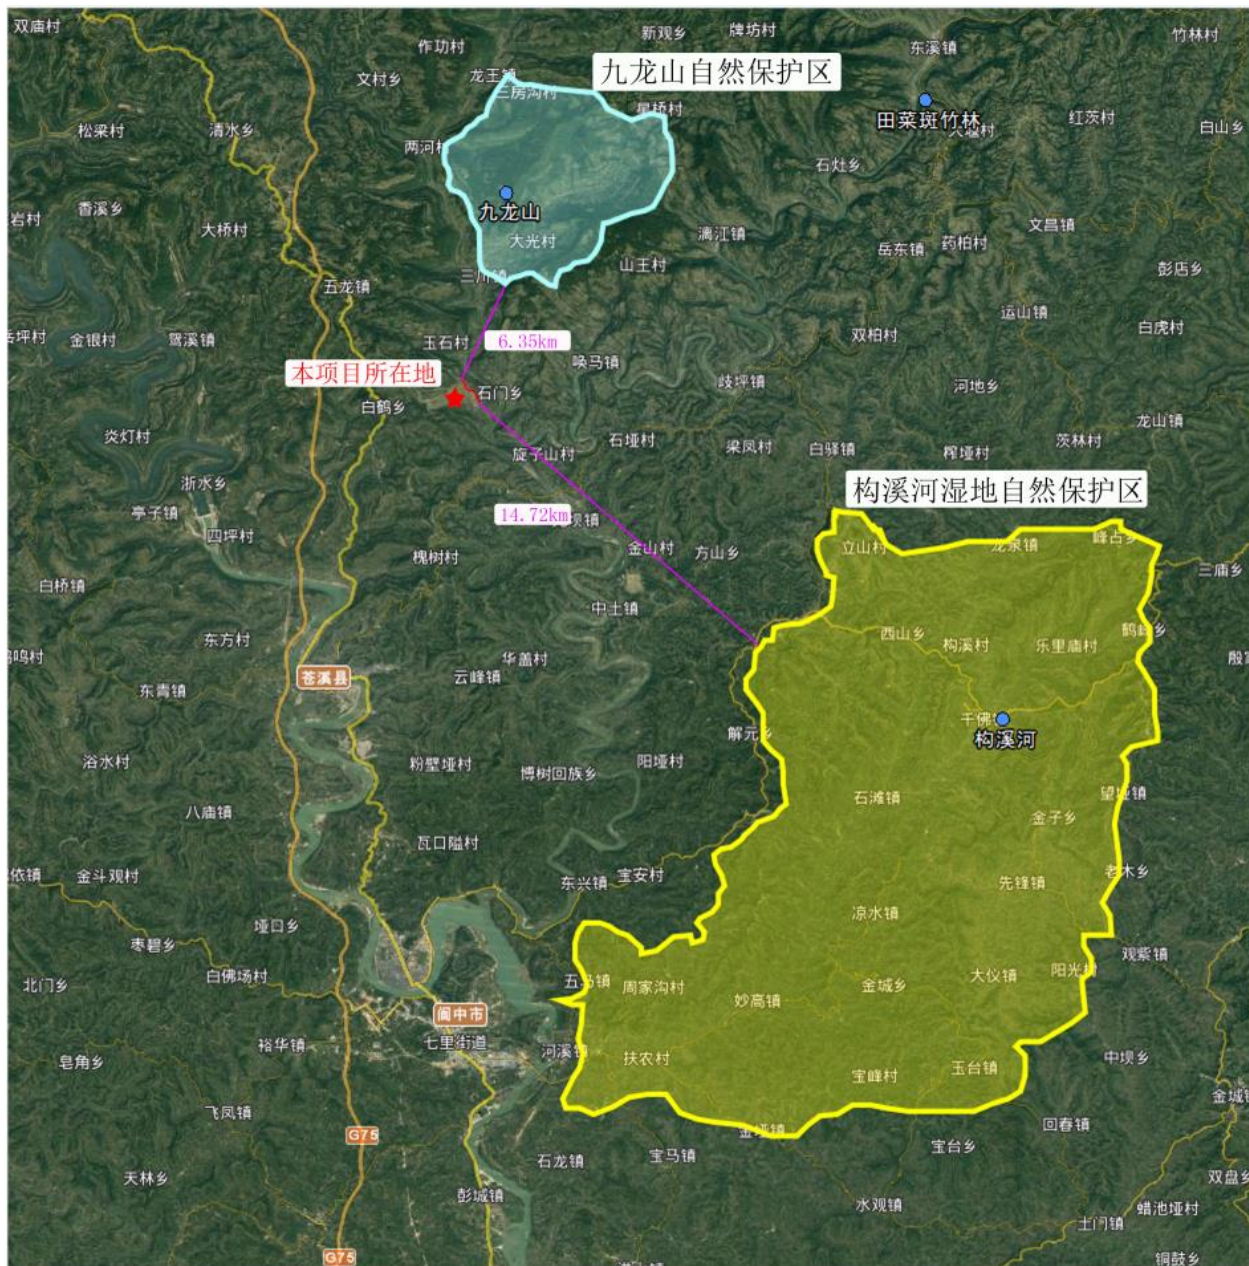 双庙村
作功村
新观乡
牌坊村
东溪镇
竹林村
文村乡
龙王镇
三房沟村
九龙山自然保护区
星桥村
田菜斑竹林
红茨村
白山乡
松梁村
清水乡
两河村
石灶乡
香溪乡
大桥村
九龙山
大光村
漓江镇
岳东镇
药柏村
文昌镇
三川镇
山王村
彭店乡
五龙镇
运山镇
白虎村
双柏村
金银村
鸳溪镇
玉石村
6.35km
唤马镇
本项目所在地
石门乡
歧坪镇
河地乡
白鹤乡
龙山镇
炎灯村
石垭村
梁凤村
白驿镇
榨垭村
茨林村
旋子山村
浙水乡
构溪河湿地自然保护区
亭子镇
14.72km
四坪村
槐树村
金山村
方山乡
立山村
龙泉镇
峰占乡
三庙乡
白桥镇
中土镇
东方村
西山乡
构溪村
乐里庙村
鹤峰乡
华盖村
苍溪县
云峰镇
东青镇
解元乡
构溪河
浴水村
粉壁垭村
博树回族乡
阳垭村
石滩镇
望垭镇
八庙镇
金子乡
瓦口隘村
金斗观村
东兴镇
宝安村
先锋镇
老木乡
垭口乡
凉水镇
枣碧乡
观紫镇
北门乡
白佛场村
五马镇
周家沟村
妙高镇
金城乡
大仪镇
阳光村
阆中市
七里街道
裕华镇
河溪镇
扶农村
宝峰村
玉台镇
中坝乡
皂角乡
飞凤镇
金城镇
G75
金垭镇
宝台乡
回春镇
天林乡
石龙镇
宝马镇
双盘乡
彭城镇
水观镇
土门镇
蜡池垭村
G75
铜鼓乡